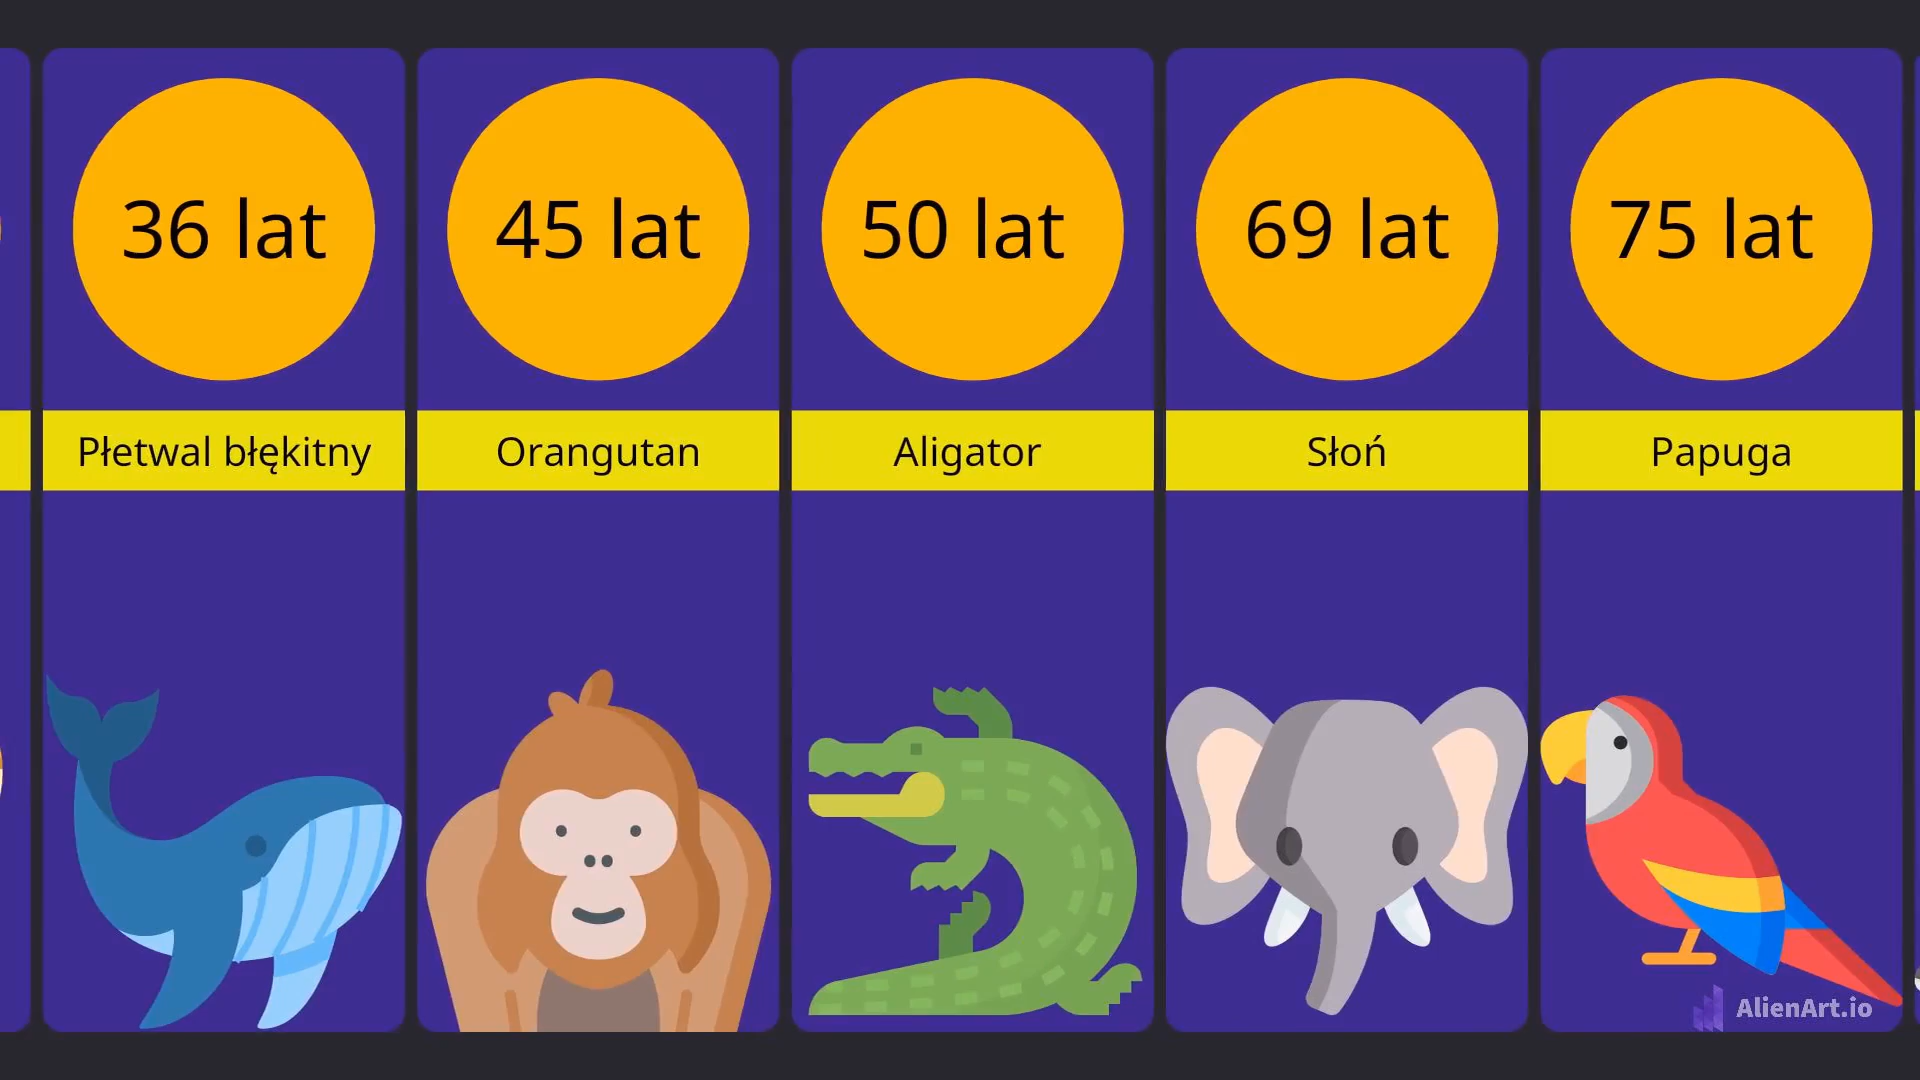 36 lat
45 lat
50 lat
69 lat
75 lat
Płetwal błękitny
Orangutan
Aligator
Słoń
Papuga
AlienArt.io